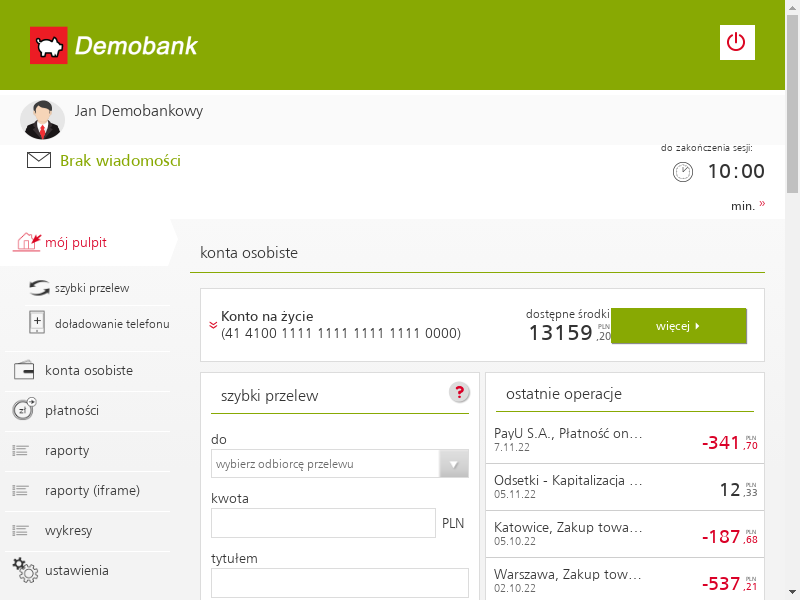 Demobank
Jan Demobankowy
Brak wiadomości
do zakończenia sesji:
10:00
min. »
mój pulpit
szybki przelew
doładowanie telefonu
konta osobiste
płatności
raporty
raporty (iframe)
wykresy
ustawienia
konta osobiste
Konto na życie
(41 4100 1111 1111 1111 1111 0000)
dostępne środki
13159 ,20 PLN
więcej
szybki przelew
?
do
wybierz odbiorcę przelewu
kwota
PLN
tytułem
ostatnie operacje
PayU S.A., Płatność on...
7.11.22
-341 ,70 PLN
Odsetki - Kapitalizacja ...
05.11.22
12 ,33 PLN
Katowice, Zakup towa...
05.10.22
-187 ,68 PLN
Warszawa, Zakup tow...
02.10.22
-537 ,21 PLN